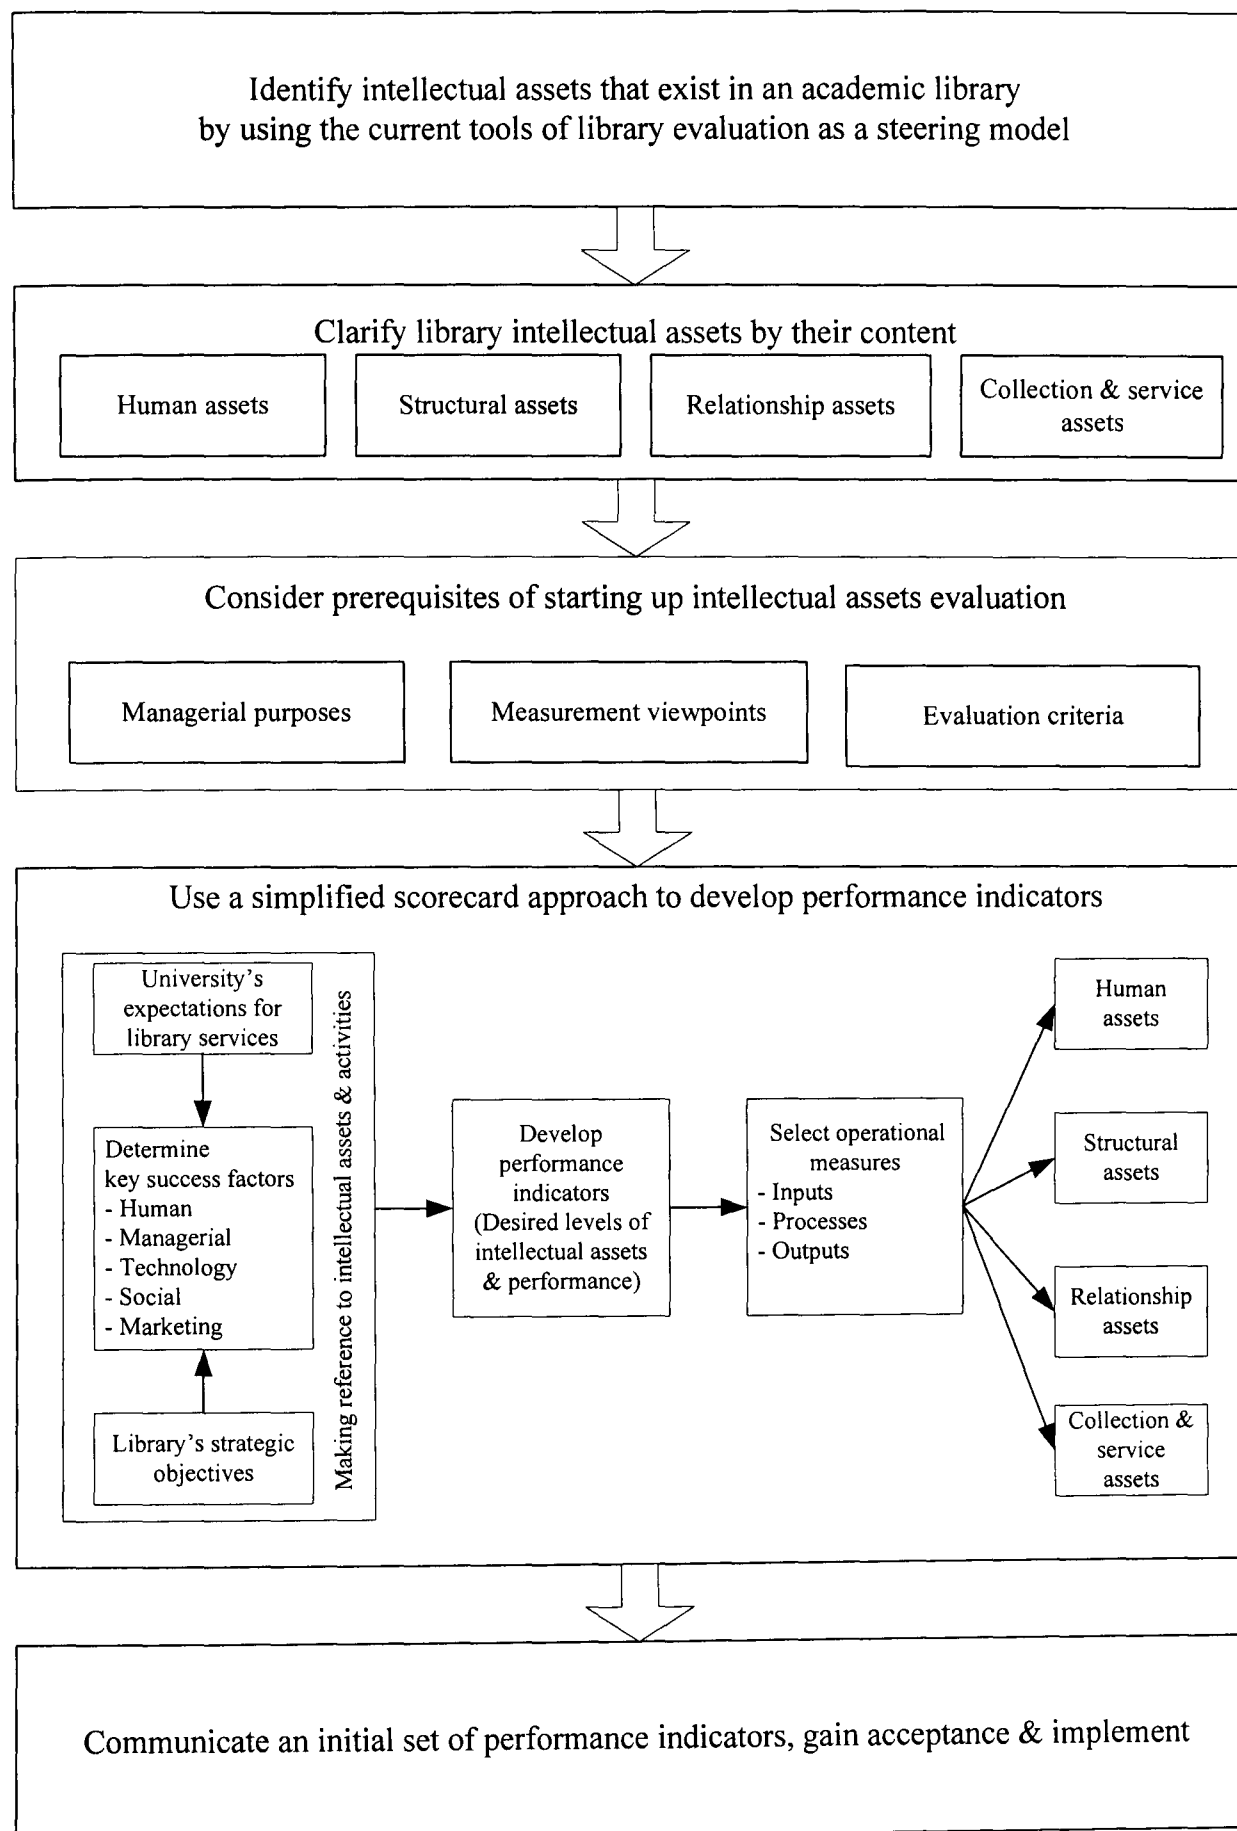 Identify intellectual assets that exist in an academic library
by using the current tools of library evaluation as a steering model
Clarify library intellectual assets by their content
Human assets
Structural assets
Relationship assets
Collection & service
assets
Consider prerequisites of starting up intellectual assets evaluation
Managerial purposes
Measurement viewpoints
Evaluation criteria
Use a simplified scorecard approach to develop performance indicators
University's
expectations for
library services
Determine
key success factors
- Human
- Managerial
- Technology
- Social
- Marketing
Library's strategic
objectives
Making reference to intellectual assets & activities
Develop
performance
indicators
(Desired levels of
intellectual assets
& performance)
Select operational
measures
- Inputs
- Processes
- Outputs
Human
assets
Structural
assets
Relationship
assets
Collection &
service
assets
Communicate an initial set of performance indicators, gain acceptance & implement